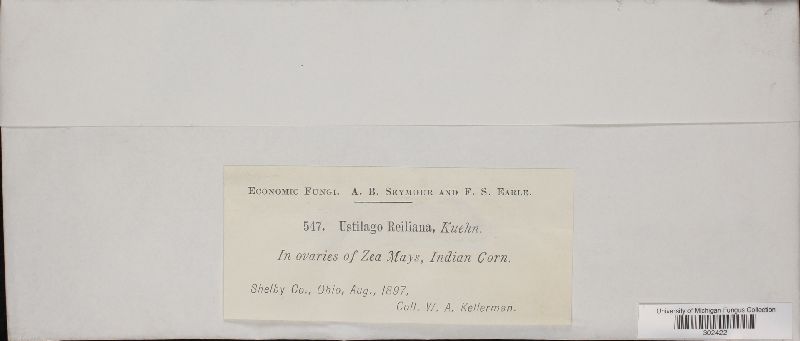 Economic Fungi. A. B. Seymour and F. S. Earle.
547. Ustilago Reiliana, Kuehn.
In ovaries of Zea Mays, Indian Corn.
Shelby Co., Ohio, Aug., 1897,
Coll. W. A. Kellerman.
University of Michigan Fungus Collection
302422